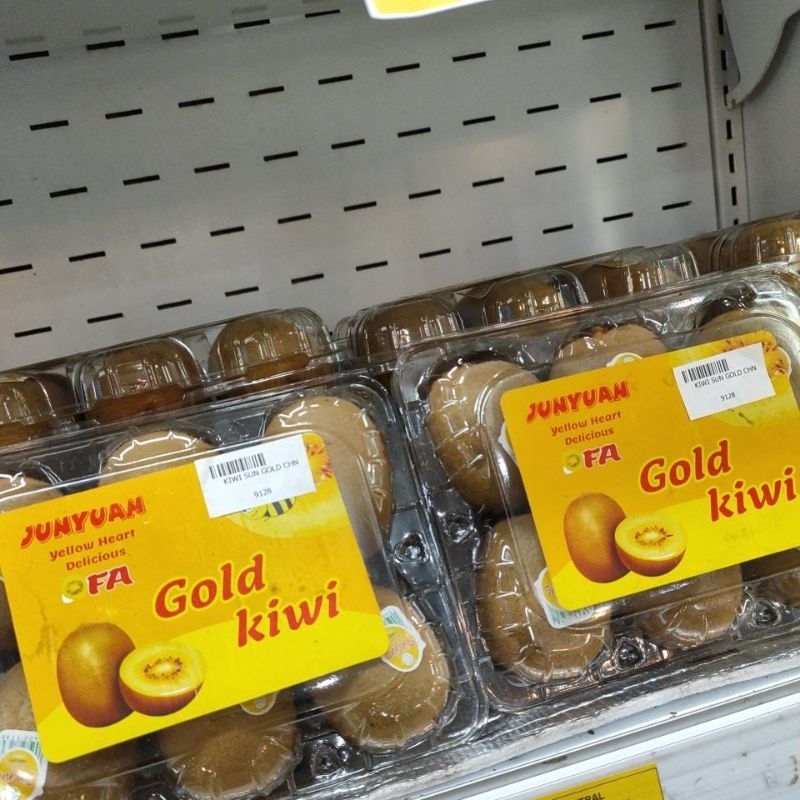 KIWI SUN GOLD CHN
9128
JUNYUAN
Yellow Heart
Delicious
FA
Gold
kiwi
KIWI SUN GOLD CHN
9128
JUNYUAN
Yellow Heart
Delicious
FA
Gold
kiwi